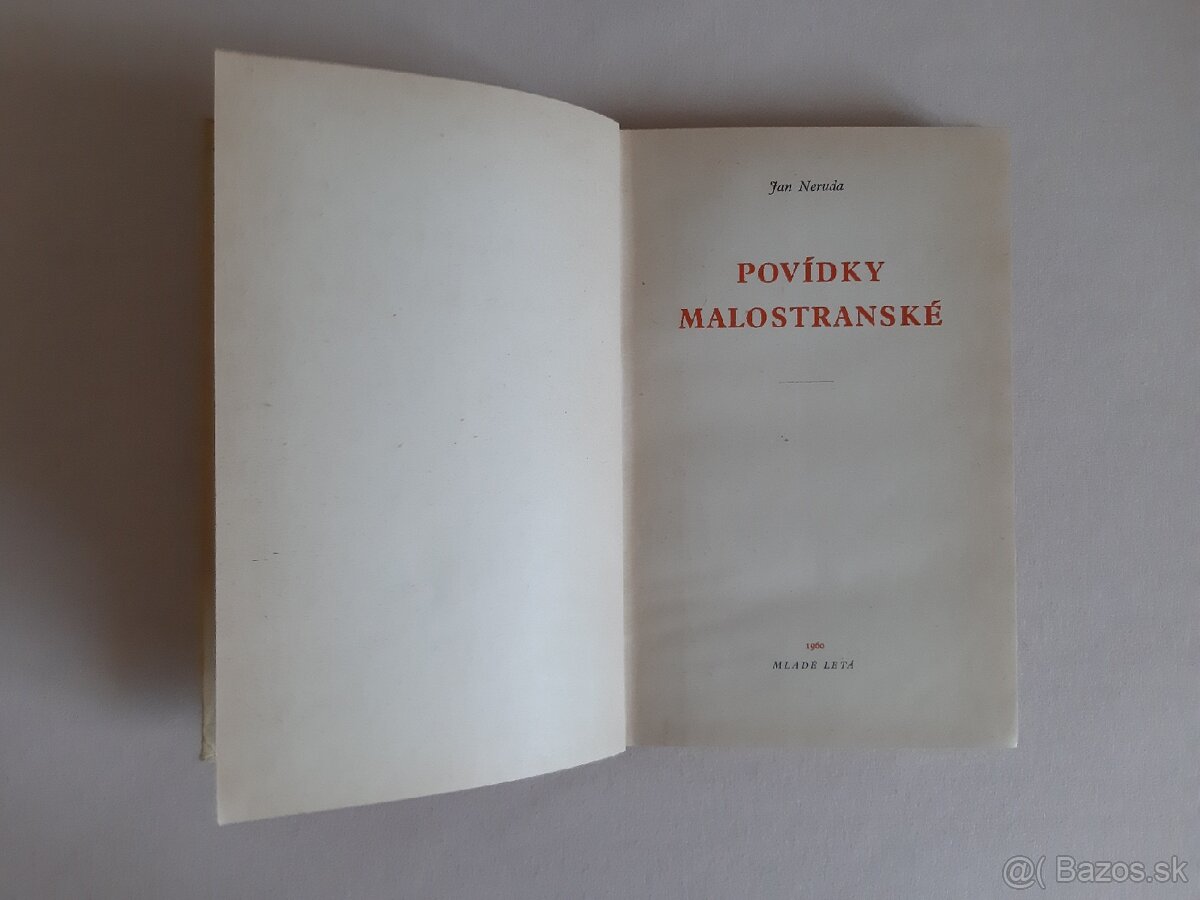 Jan Neruda
POVÍDKY
MALOSTRANSKÉ
1960
MLADÉ LETÁ
@( Bazos.sk